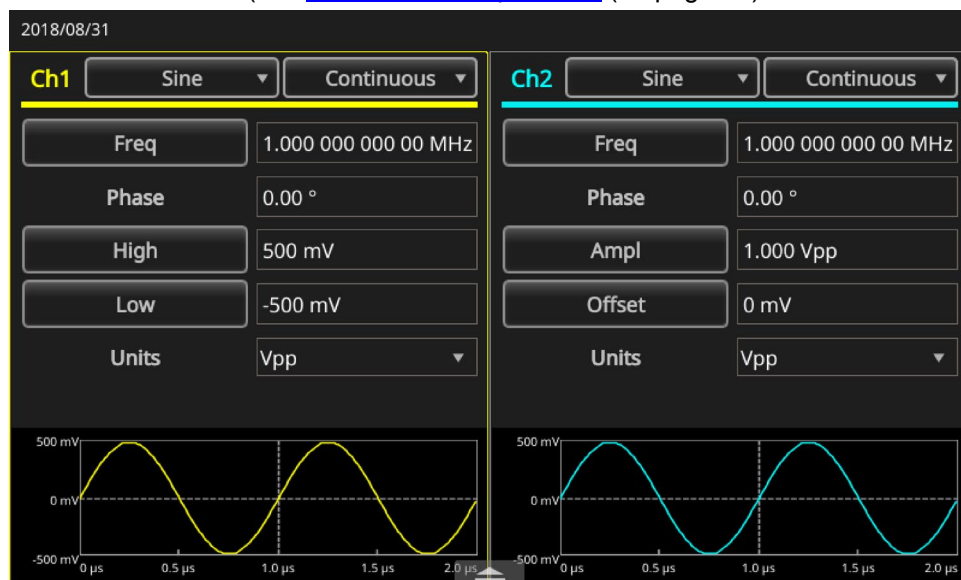 2018/08/31
Ch1 Sine Continuous
Freq 1.000 000 000 00 MHz
Phase 0.00 °
High 500 mV
Low -500 mV
Units Vpp
500 mV
0 mV
-500 mV
0 µs 0.5 µs 1.0 µs 1.5 µs 2.0 µs
Ch2 Sine Continuous
Freq 1.000 000 000 00 MHz
Phase 0.00 °
Ampl 1.000 Vpp
Offset 0 mV
Units Vpp
500 mV
0 mV
-500 mV
0 µs 0.5 µs 1.0 µs 1.5 µs 2.0 µs